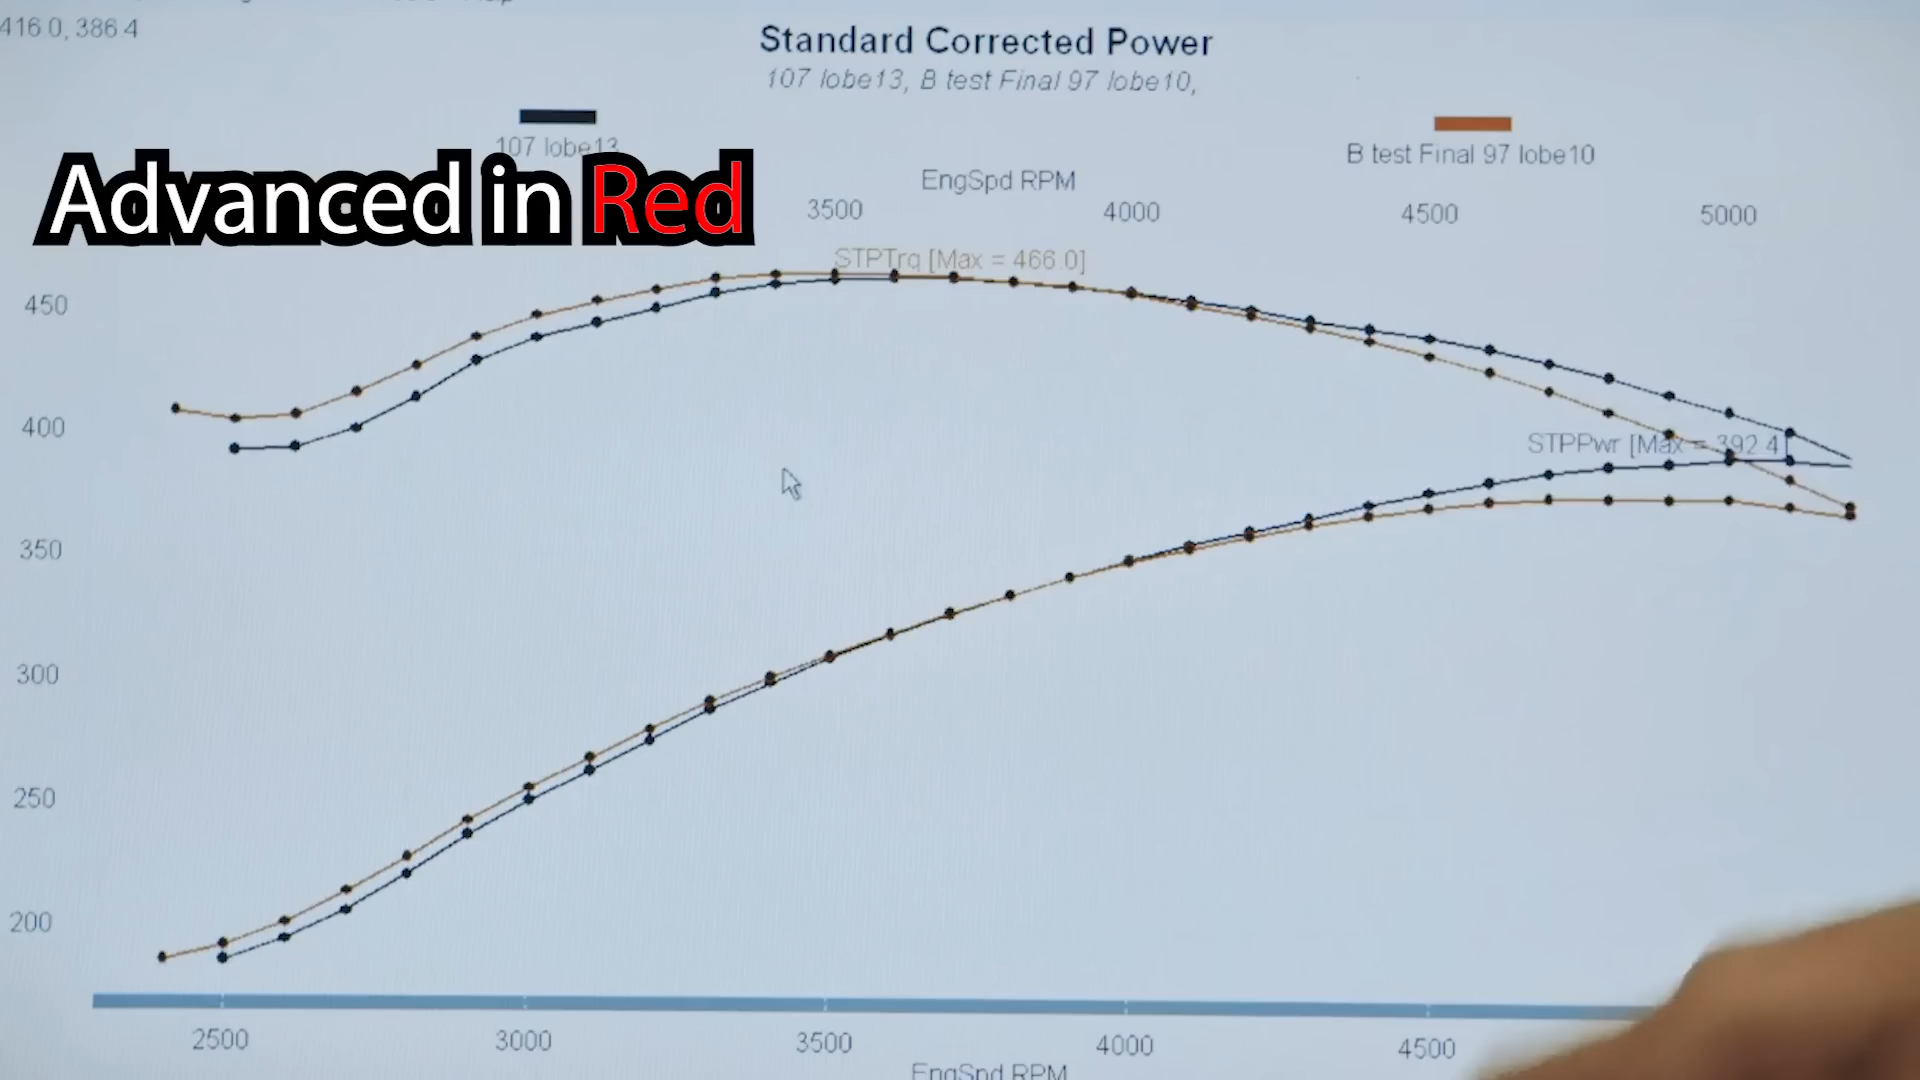 416.0, 386.4
Standard Corrected Power
107 lobe13, B test Final 97 lobe10,
107 lobe13
B test Final 97 lobe10
Advanced in Red
EngSpd RPM
3500 4000 4500 5000
STPTrq [Max = 466.0]
450
400
STPPwr [Max = 392.4]
350
300
250
200
2500 3000 3500 4000 4500
EngSpd RPM